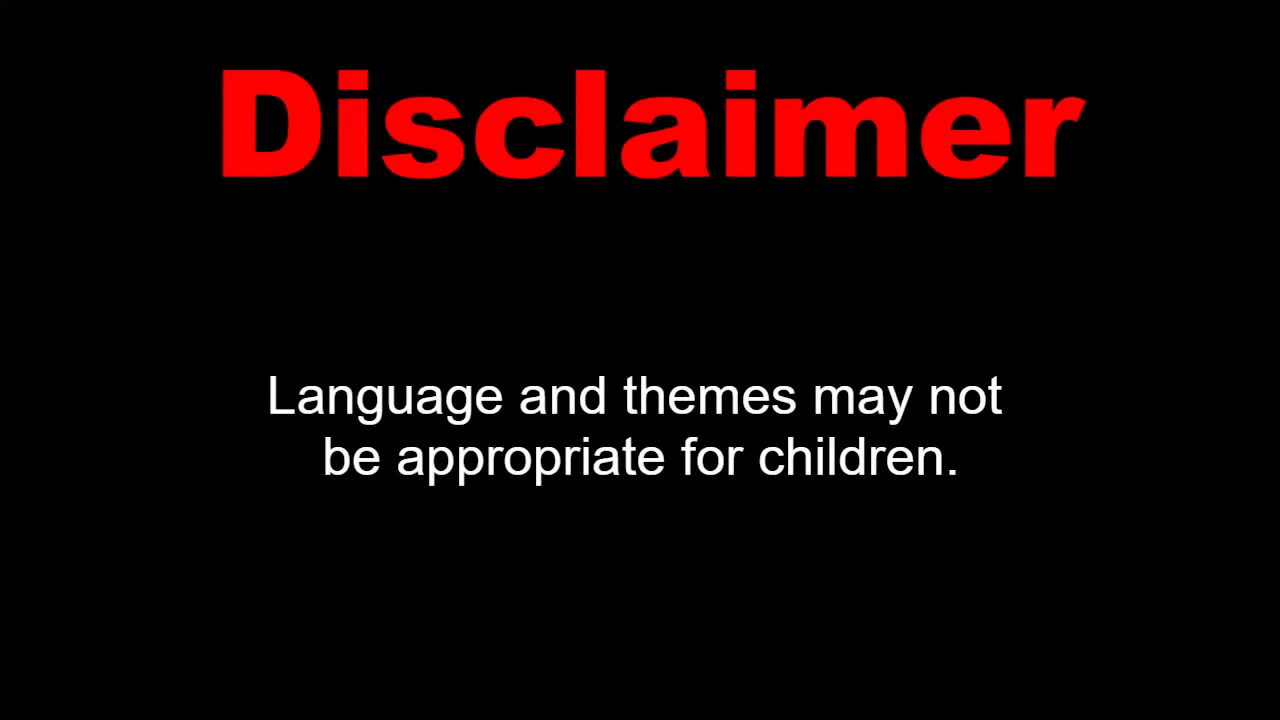 Disclaimer
Language and themes may not
be appropriate for children.